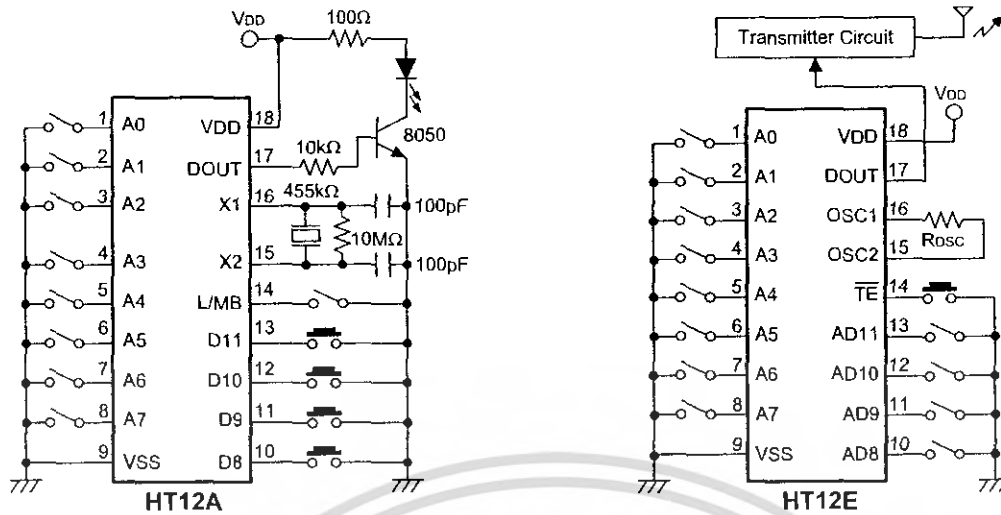 VDD
100Ω
8050
1 A0
2 A1
3 A2
4 A3
5 A4
6 A5
7 A6
8 A7
9 VSS
VDD 18
DOUT 17
10kΩ
X1 16
455kΩ
10MΩ
100pF
X2 15
100pF
L/MB 14
D11 13
D10 12
D9 11
D8 10
HT12A
Transmitter Circuit
VDD
1 A0
2 A1
3 A2
4 A3
5 A4
6 A5
7 A6
8 A7
9 VSS
VDD 18
DOUT 17
OSC1 16
ROSC
OSC2 15
TE 14
AD11 13
AD10 12
AD9 11
AD8 10
HT12E